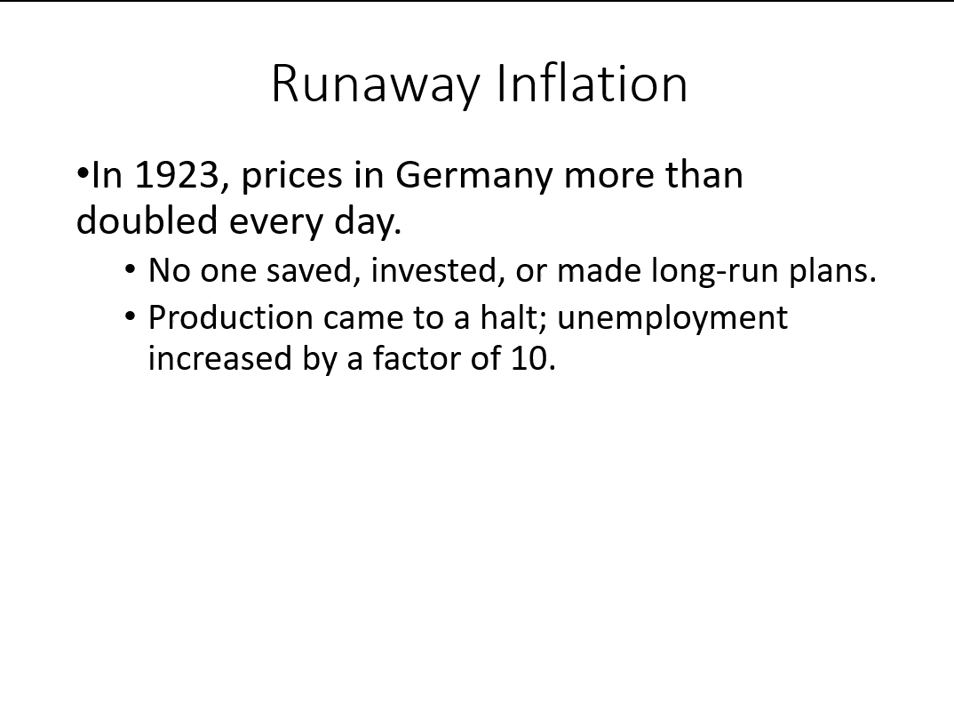 Runaway Inflation
•In 1923, prices in Germany more than
doubled every day.
• No one saved, invested, or made long-run plans.
• Production came to a halt; unemployment
increased by a factor of 10.